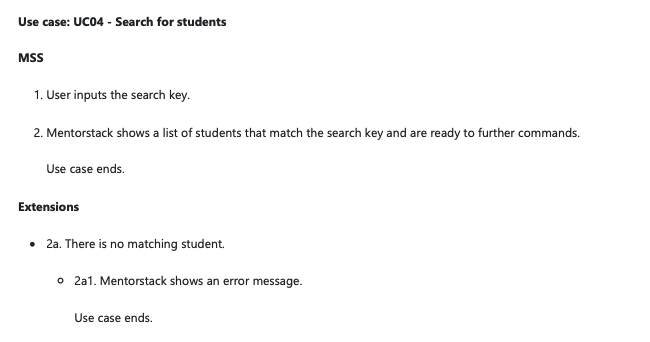 Use case: UC04 - Search for students
MSS
1. User inputs the search key.
2. Mentorstack shows a list of students that match the search key and are ready to further commands.
Use case ends.
Extensions
• 2a. There is no matching student.
○ 2a1. Mentorstack shows an error message.
Use case ends.